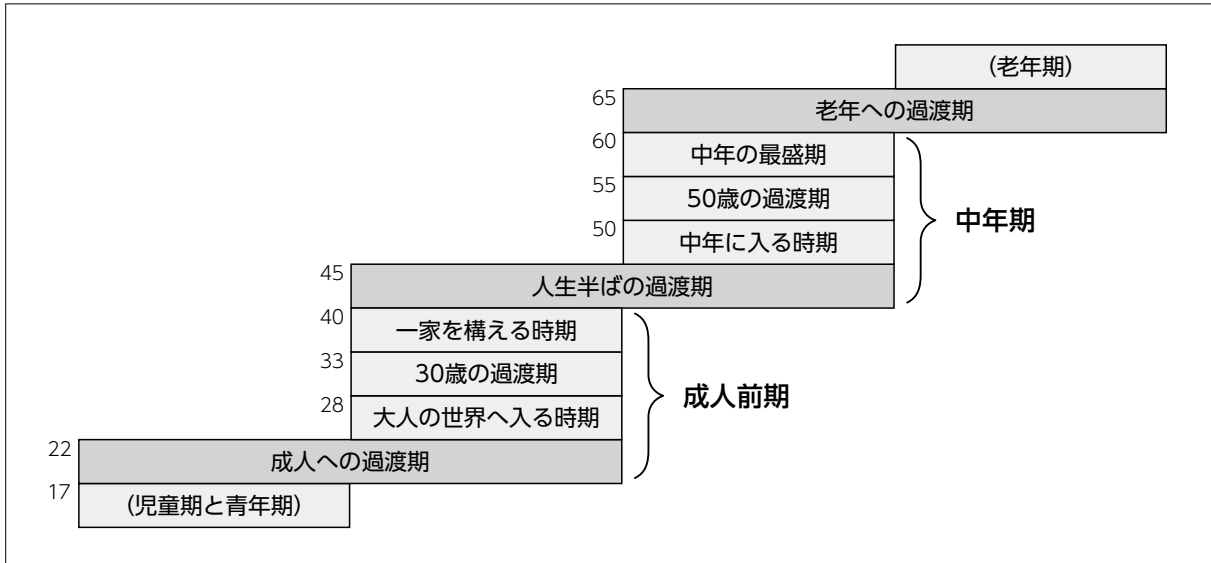 (老年期)
65
老年への過渡期
60
中年の最盛期
55
50歳の過渡期
50
中年に入る時期
中年期
45
人生半ばの過渡期
40
一家を構える時期
33
30歳の過渡期
28
大人の世界へ入る時期
成人前期
22
成人への過渡期
17
(児童期と青年期)